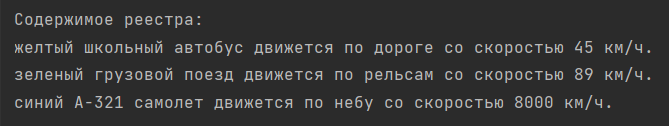 Содержимое реестра:
желтый школьный автобус движется по дороге со скоростью 45 км/ч.
зеленый грузовой поезд движется по рельсам со скоростью 89 км/ч.
синий А-321 самолет движется по небу со скоростью 8000 км/ч.